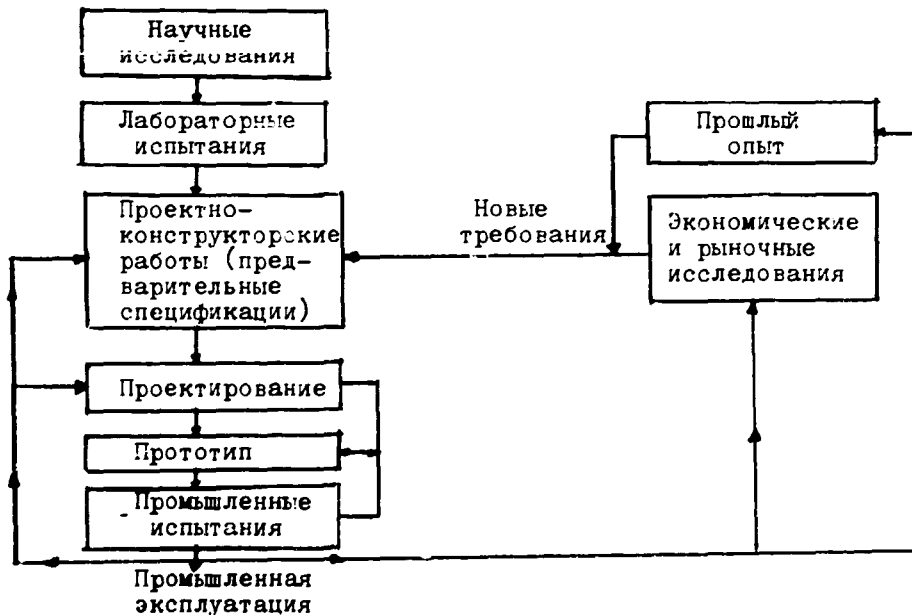 Научные
исследования
Лабораторные
испытания
Проектно-
конструкторские
работы (пред-
варительные
спецификации)
Новые
требования
Прошлый
опыт
Экономические
и рыночные
исследования
Проектирование
Прототип
Промышленные
испытания
Промышленная
эксплуатация